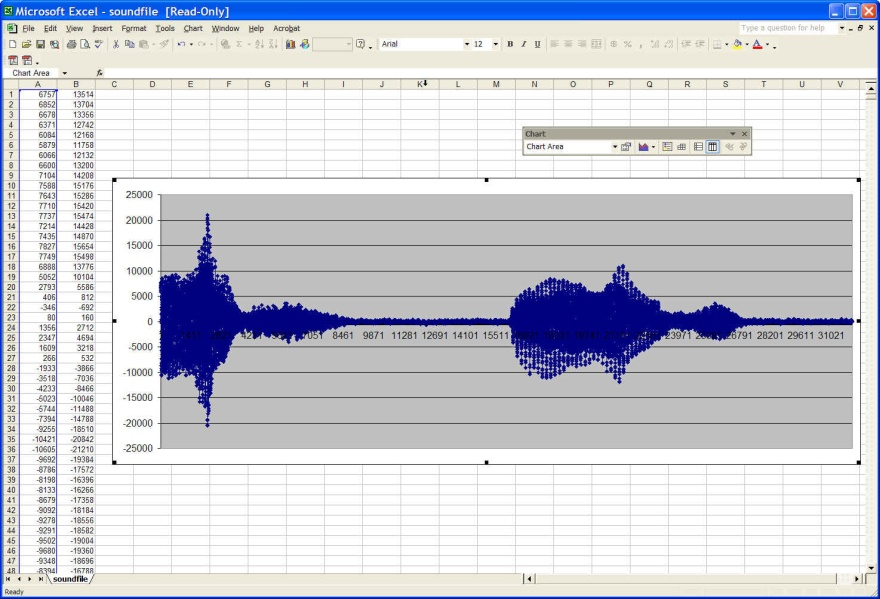 Microsoft Excel - soundfile [Read-Only]
File Edit View Insert Format Tools Chart Window Help Acrobat
Type a question for help
Arial 12 B I U
Chart Area fx
A B C D E F G H I J K L M N O P Q R S T U V
1 6757 13514
2 6852 13704
3 6678 13356
4 6371 12742
5 6084 12168
6 5879 11758
7 6066 12132
8 6600 13200
9 7104 14208
10 7588 15176
11 7643 15286
12 7710 15420
13 7737 15474
14 7214 14428
15 7435 14870
16 7827 15654
17 7749 15498
18 6888 13776
19 5052 10104
20 2793 5586
21 406 812
22 -346 -692
23 80 160
24 1356 2712
25 2347 4694
26 1609 3218
27 266 532
28 -1933 -3866
29 -3518 -7036
30 -4233 -8466
31 -5023 -10046
32 -5744 -11488
33 -7394 -14788
34 -9255 -18510
35 -10421 -20842
36 -10605 -21210
37 -9692 -19384
38 -8786 -17572
39 -8198 -16396
40 -8133 -16266
41 -8679 -17358
42 -9092 -18184
43 -9278 -18556
44 -9291 -18582
45 -9502 -19004
46 -9680 -19360
47 -9348 -18696
48 -8394 -16788
Chart
Chart Area
25000
20000
15000
10000
5000
0
-5000
-10000
-15000
-20000
-25000
8461 9871 11281 12691 14101 15511 23971 26791 28201 29611 31021
soundfile
Ready